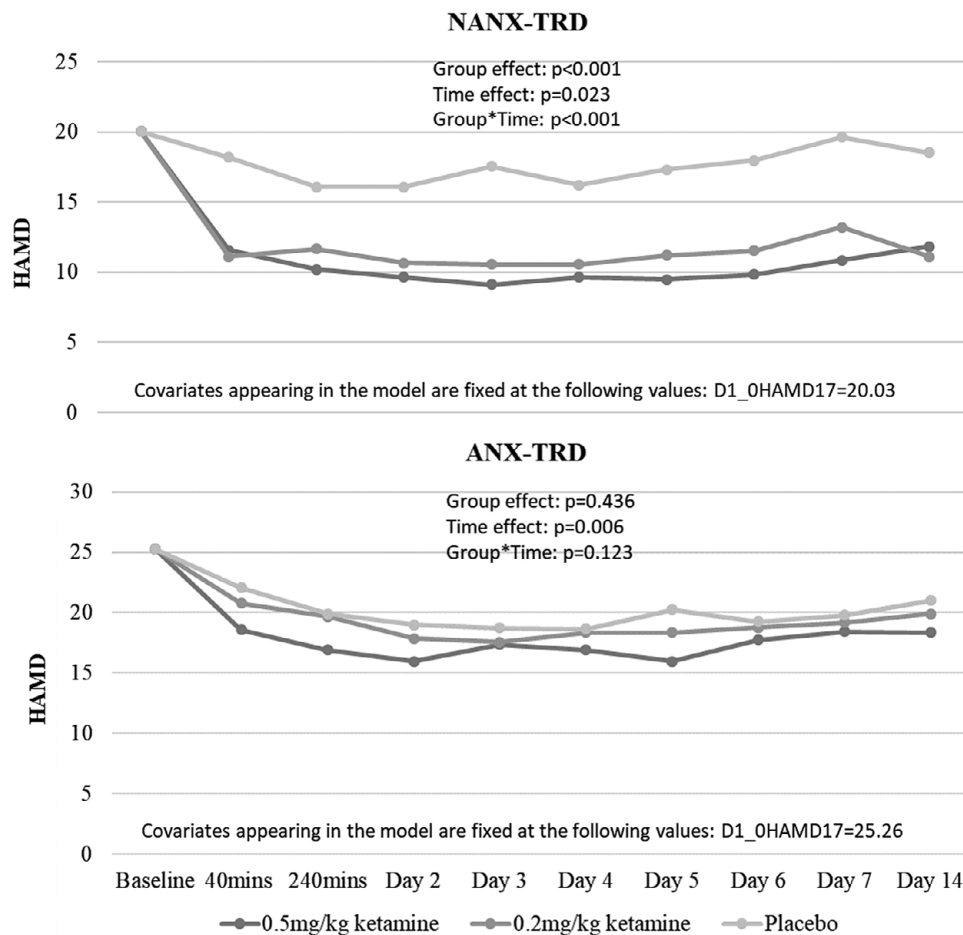 NANX-TRD
Group effect: p<0.001
Time effect: p=0.023
Group*Time: p<0.001
25
20
15
10
5
0
HAMD
Covariates appearing in the model are fixed at the following values: D1_0HAMD17=20.03
ANX-TRD
Group effect: p=0.436
Time effect: p=0.006
Group*Time: p=0.123
30
25
20
15
10
5
0
HAMD
Covariates appearing in the model are fixed at the following values: D1_0HAMD17=25.26
Baseline 40mins 240mins Day 2 Day 3 Day 4 Day 5 Day 6 Day 7 Day 14
0.5mg/kg ketamine 0.2mg/kg ketamine Placebo